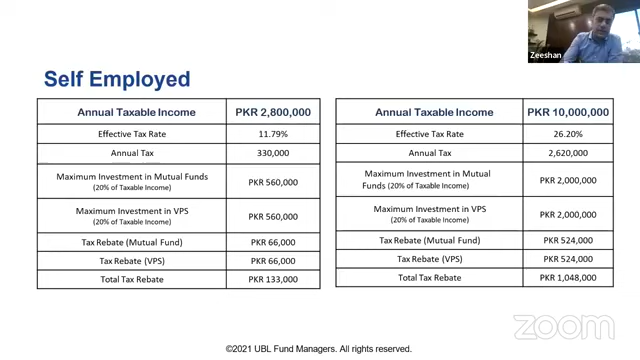 Zeeshan
Self Employed
Annual Taxable Income PKR 2,800,000
Effective Tax Rate 11.79%
Annual Tax 330,000
Maximum Investment in Mutual Funds
(20% of Taxable Income) PKR 560,000
Maximum Investment in VPS
(20% of Taxable Income) PKR 560,000
Tax Rebate (Mutual Fund) PKR 66,000
Tax Rebate (VPS) PKR 66,000
Total Tax Rebate PKR 133,000
Annual Taxable Income PKR 10,000,000
Effective Tax Rate 26.20%
Annual Tax 2,620,000
Maximum Investment in Mutual
Funds (20% of Taxable Income) PKR 2,000,000
Maximum Investment in VPS
(20% of Taxable Income) PKR 2,000,000
Tax Rebate (Mutual Fund) PKR 524,000
Tax Rebate (VPS) PKR 524,000
Total Tax Rebate PKR 1,048,000
©2021 UBL Fund Managers. All rights reserved.
zoom